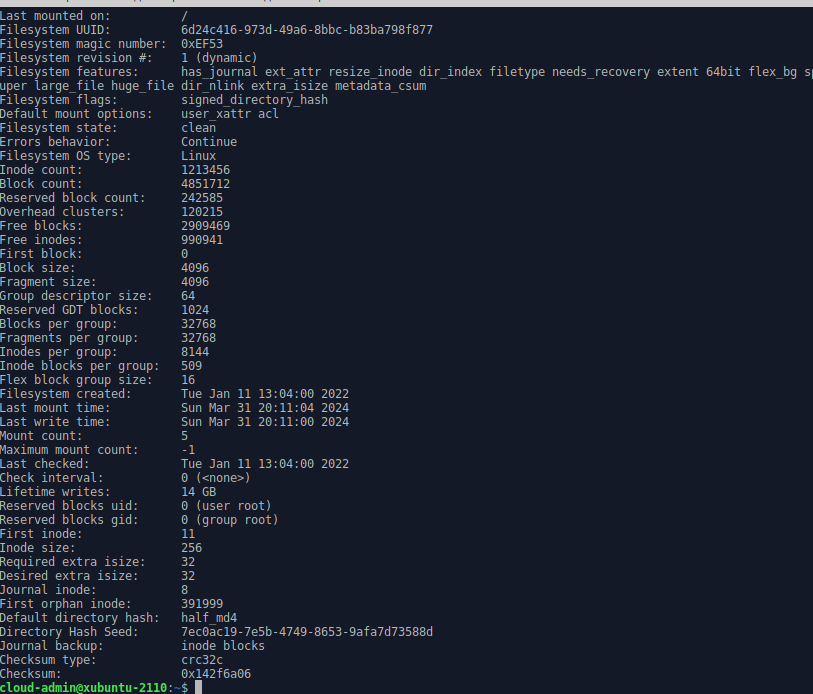 Last mounted on:          /
Filesystem UUID:          6d24c416-973d-49a6-8bbc-b83ba798f877
Filesystem magic number:  0xEF53
Filesystem revision #:    1 (dynamic)
Filesystem features:      has_journal ext_attr resize_inode dir_index filetype needs_recovery extent 64bit flex_bg sp
uper large_file huge_file dir_nlink extra_isize metadata_csum
Filesystem flags:         signed_directory_hash
Default mount options:    user_xattr acl
Filesystem state:         clean
Errors behavior:          Continue
Filesystem OS type:       Linux
Inode count:              1213456
Block count:              4851712
Reserved block count:     242585
Overhead clusters:        120215
Free blocks:              2909469
Free inodes:              990941
First block:              0
Block size:               4096
Fragment size:            4096
Group descriptor size:    64
Reserved GDT blocks:      1024
Blocks per group:         32768
Fragments per group:      32768
Inodes per group:         8144
Inode blocks per group:   509
Flex block group size:    16
Filesystem created:       Tue Jan 11 13:04:00 2022
Last mount time:          Sun Mar 31 20:11:04 2024
Last write time:          Sun Mar 31 20:11:00 2024
Mount count:              5
Maximum mount count:      -1
Last checked:             Tue Jan 11 13:04:00 2022
Check interval:           0 (<none>)
Lifetime writes:          14 GB
Reserved blocks uid:      0 (user root)
Reserved blocks gid:      0 (group root)
First inode:              11
Inode size:               256
Required extra isize:     32
Desired extra isize:      32
Journal inode:            8
First orphan inode:       391999
Default directory hash:   half_md4
Directory Hash Seed:      7ec0ac19-7e5b-4749-8653-9afa7d73588d
Journal backup:           inode blocks
Checksum type:            crc32c
Checksum:                 0x142f6a06
cloud-admin@xubuntu-2110:~$